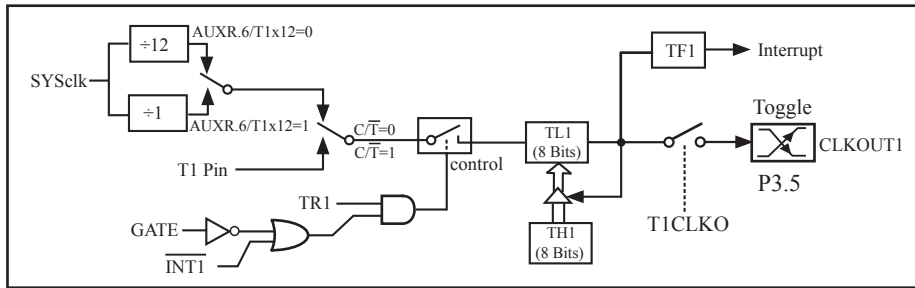 AUXR.6/T1x12=0
÷12
SYSclk
÷1
AUXR.6/T1x12=1
C/T̅=0
C/T̅=1
T1 Pin
control
TR1
GATE
I̅N̅T̅1̅
TL1
(8 Bits)
TH1
(8 Bits)
TF1
Interrupt
Toggle
CLKOUT1
P3.5
T1CLKO